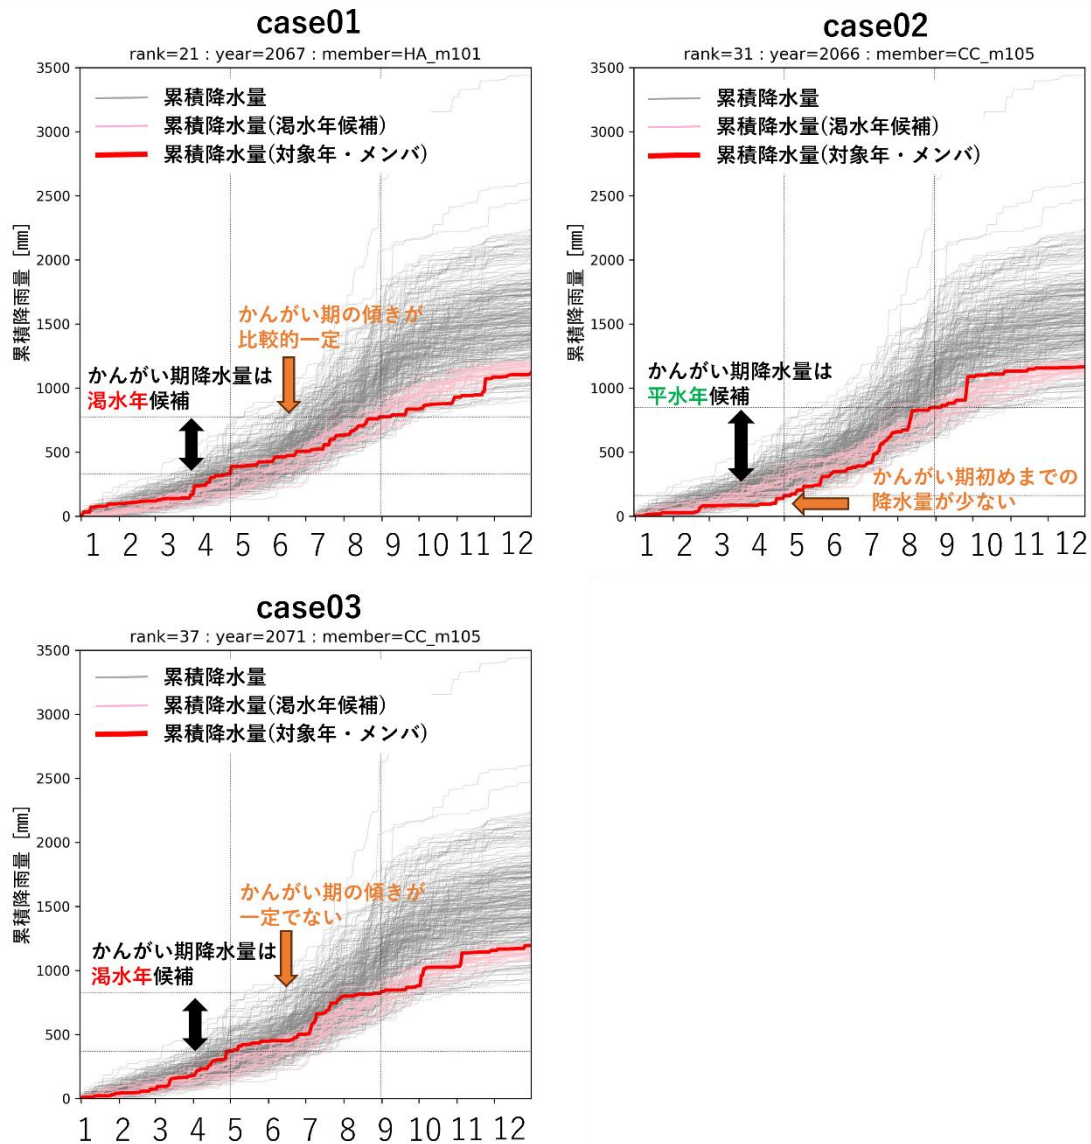 case01
rank=21 : year=2067 : member=HA_m101
3500
3000
2500
2000
1500
1000
500
0
累積降雨量 [㎜]
累積降水量
累積降水量(渇水年候補)
累積降水量(対象年・メンバ)
かんがい期の傾きが
比較的一定
かんがい期降水量は
渇水年候補
1 2 3 4 5 6 7 8 9 10 11 12
case02
rank=31 : year=2066 : member=CC_m105
3500
3000
2500
2000
1500
1000
500
0
累積降雨量 [㎜]
累積降水量
累積降水量(渇水年候補)
累積降水量(対象年・メンバ)
かんがい期降水量は
平水年候補
かんがい期初めまでの
降水量が少ない
1 2 3 4 5 6 7 8 9 10 11 12
case03
rank=37 : year=2071 : member=CC_m105
3500
3000
2500
2000
1500
1000
500
0
累積降雨量 [㎜]
累積降水量
累積降水量(渇水年候補)
累積降水量(対象年・メンバ)
かんがい期の傾きが
一定でない
かんがい期降水量は
渇水年候補
1 2 3 4 5 6 7 8 9 10 11 12